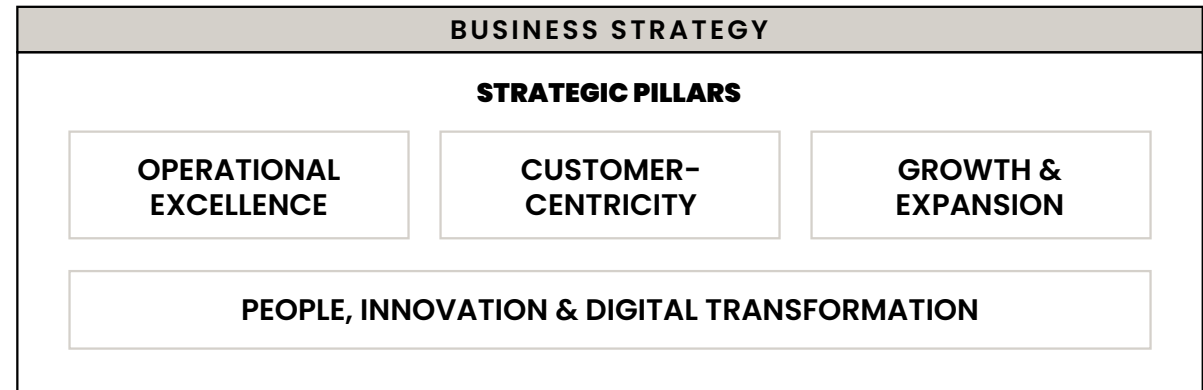 BUSINESS STRATEGY
STRATEGIC PILLARS
OPERATIONAL
EXCELLENCE
CUSTOMER-
CENTRICITY
GROWTH &
EXPANSION
PEOPLE, INNOVATION & DIGITAL TRANSFORMATION